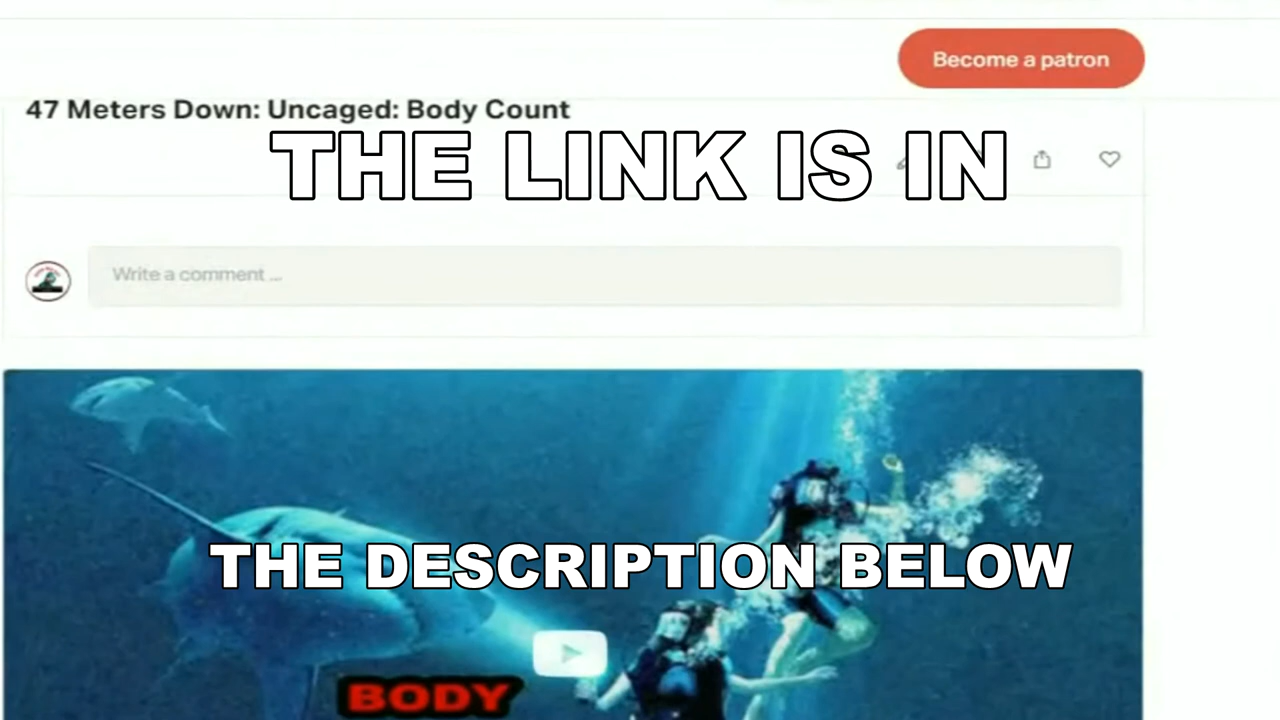 Become a patron
47 Meters Down: Uncaged: Body Count
THE LINK IS IN
Write a comment ...
THE DESCRIPTION BELOW
BODY